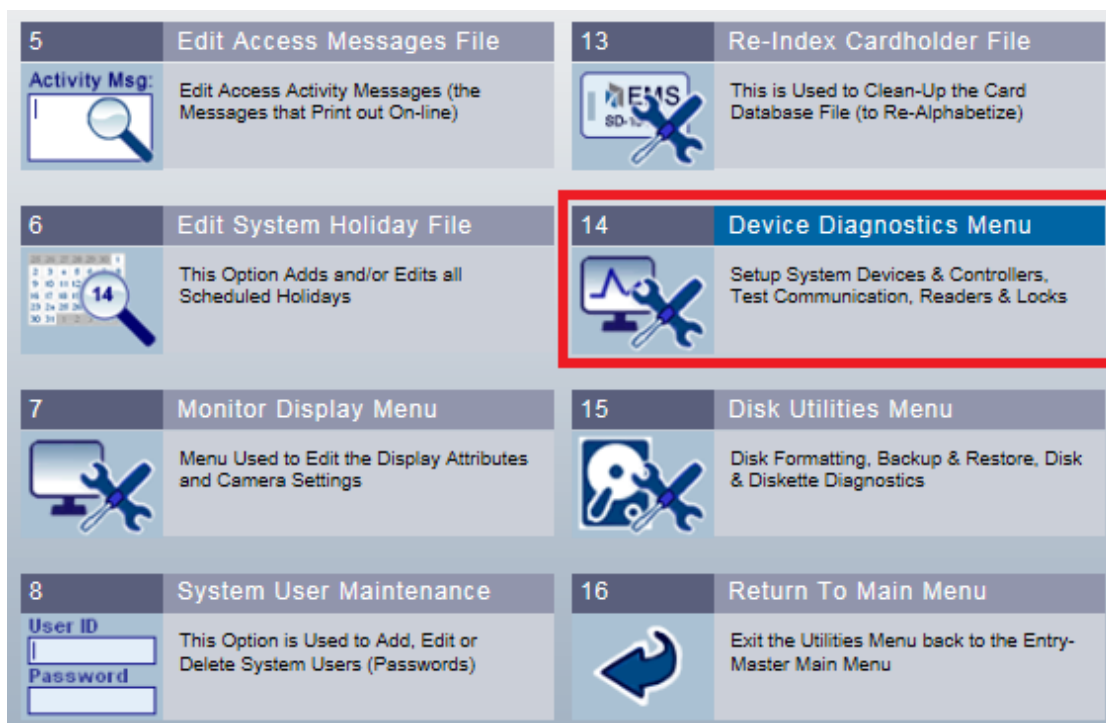 5
Edit Access Messages File
Activity Msg:
Edit Access Activity Messages (the
Messages that Print out On-line)
13
Re-Index Cardholder File
EMS
This is Used to Clean-Up the Card
Database File (to Re-Alphabetize)
6
Edit System Holiday File
14
This Option Adds and/or Edits all
Scheduled Holidays
14
Device Diagnostics Menu
Setup System Devices & Controllers,
Test Communication, Readers & Locks
7
Monitor Display Menu
Menu Used to Edit the Display Attributes
and Camera Settings
15
Disk Utilities Menu
Disk Formatting, Backup & Restore, Disk
& Diskette Diagnostics
8
System User Maintenance
User ID
Password
This Option is Used to Add, Edit or
Delete System Users (Passwords)
16
Return To Main Menu
Exit the Utilities Menu back to the Entry-
Master Main Menu